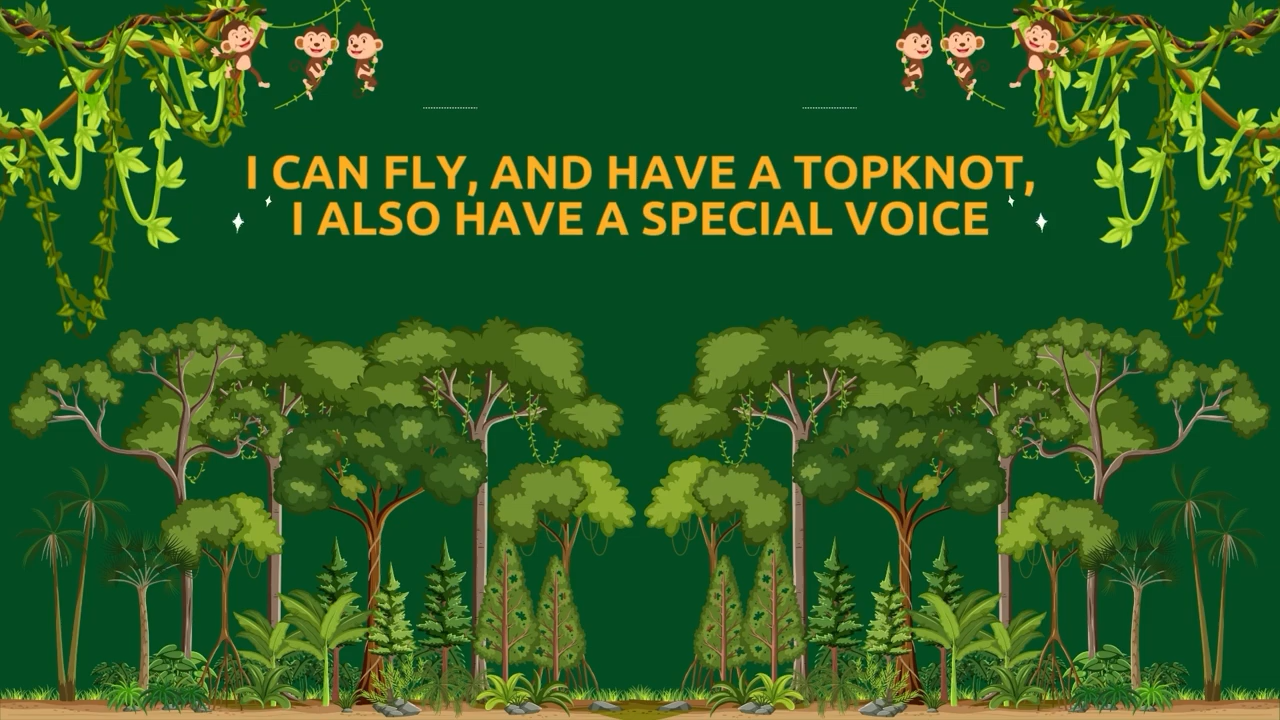 I CAN FLY, AND HAVE A TOPKNOT,
I ALSO HAVE A SPECIAL VOICE